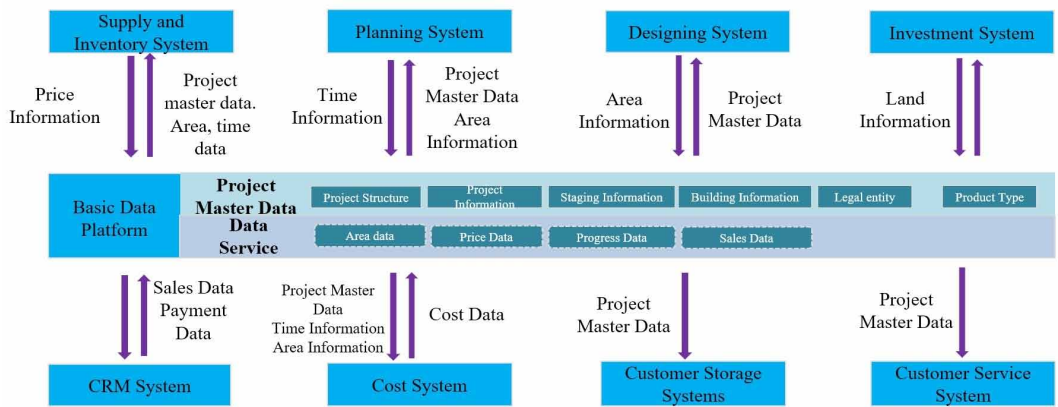 Supply and
Inventory System
Planning System
Designing System
Investment System
Price
Information
Project
master data.
Area, time
data
Time
Information
Project
Master Data
Area
Information
Area
Information
Project
Master Data
Land
Information
Basic Data
Platform
Project
Master Data
Project Structure
Project
Information
Staging Information
Building Information
Legal entity
Product Type
Data
Service
Area data
Price Data
Progress Data
Sales Data
Sales Data
Payment
Data
Project Master
Data
Time Information
Area Information
Cost Data
Project
Master Data
Project
Master Data
CRM System
Cost System
Customer Storage
Systems
Customer Service
System